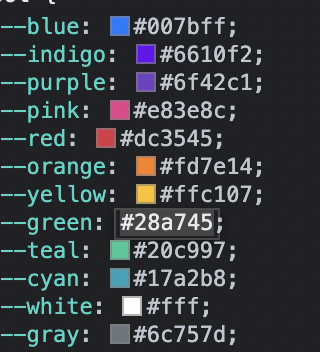 --blue: #007bff;
--indigo: #6610f2;
--purple: #6f42c1;
--pink: #e83e8c;
--red: #dc3545;
--orange: #fd7e14;
--yellow: #ffc107;
--green: #28a745;
--teal: #20c997;
--cyan: #17a2b8;
--white: #fff;
--gray: #6c757d;